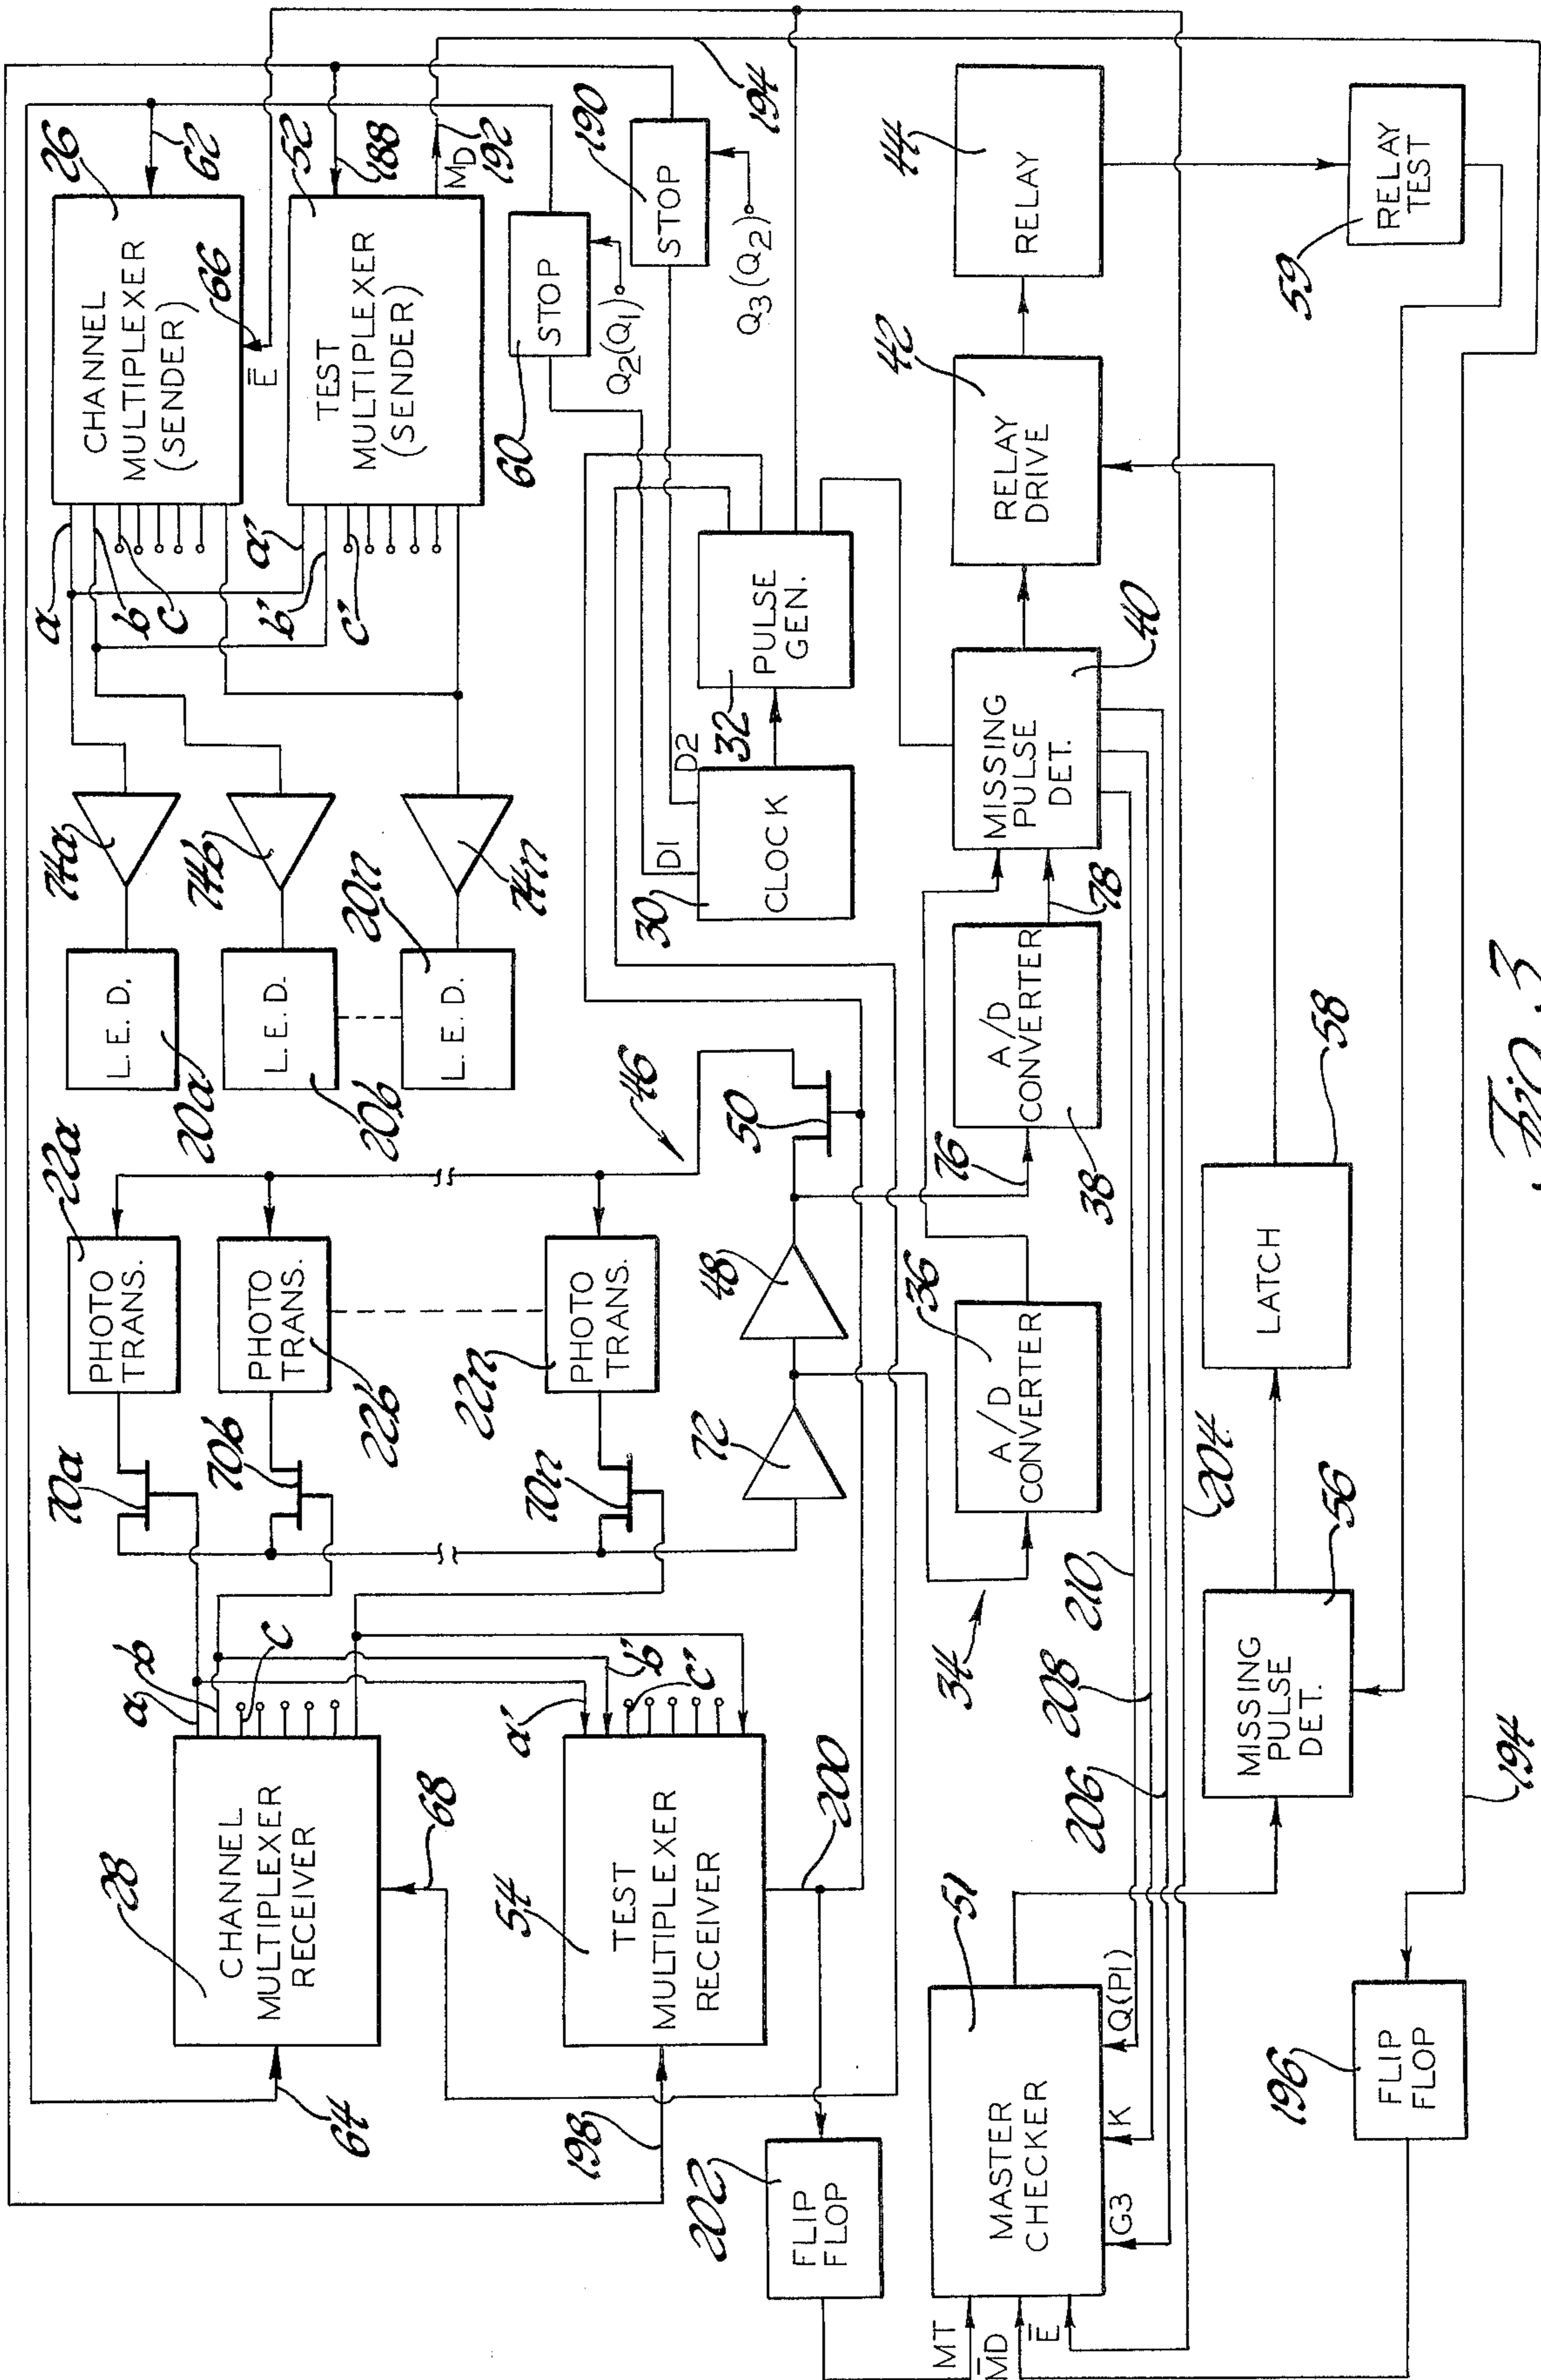 26
CHANNEL
MULTIPLEXER
(SENDER)
62
66
E̅
52
TEST
MULTIPLEXER
(SENDER)
188
MD
192
194
a
b
c
a
a'
b'
c'
60
STOP
Q2(Q1)
190
STOP
Q3(Q2)
74a
74b
74n
L.E.D.
20a
L.E.D.
20b
L.E.D.
20n
30
CLOCK
D1
D2
32
PULSE
GEN.
44
RELAY
42
RELAY
DRIVE
59
RELAY
TEST
40
MISSING
PULSE
DET.
22a
PHOTO
TRANS.
PHOTO
TRANS.
22b
PHOTO
TRANS.
22n
70a
70b
70n
46
50
48
72
76
78
A/D
CONVERTER
38
36
A/D
CONVERTER
34
28
CHANNEL
MULTIPLEXER
RECEIVER
64
68
a
b
c
a'
b'
c'
54
TEST
MULTIPLEXER
RECEIVER
198
200
202
FLIP
FLOP
51
MASTER
CHECKER
MT
M̅D
E̅
G3
K
Q(P1)
204
206
208
210
56
MISSING
PULSE
DET.
58
LATCH
194
196
FLIP
FLOP
Fig. 3